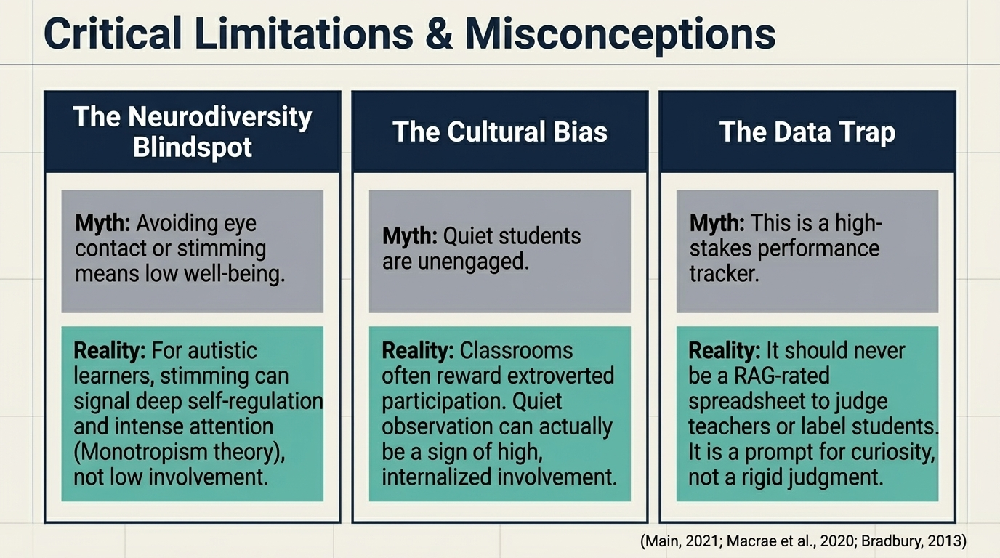 Critical Limitations & Misconceptions
The Neurodiversity
Blindspot
Myth: Avoiding eye
contact or stimming
means low well-being.
Reality: For autistic
learners, stimming can
signal deep self-regulation
and intense attention
(Monotropism theory),
not low involvement.
The Cultural Bias
Myth: Quiet students
are unengaged.
Reality: Classrooms
often reward extroverted
participation. Quiet
observation can actually
be a sign of high,
internalized involvement.
The Data Trap
Myth: This is a high-
stakes performance
tracker.
Reality: It should never
be a RAG-rated
spreadsheet to judge
teachers or label students.
It is a prompt for curiosity,
not a rigid judgment.
(Main, 2021; Macrae et al., 2020; Bradbury, 2013)